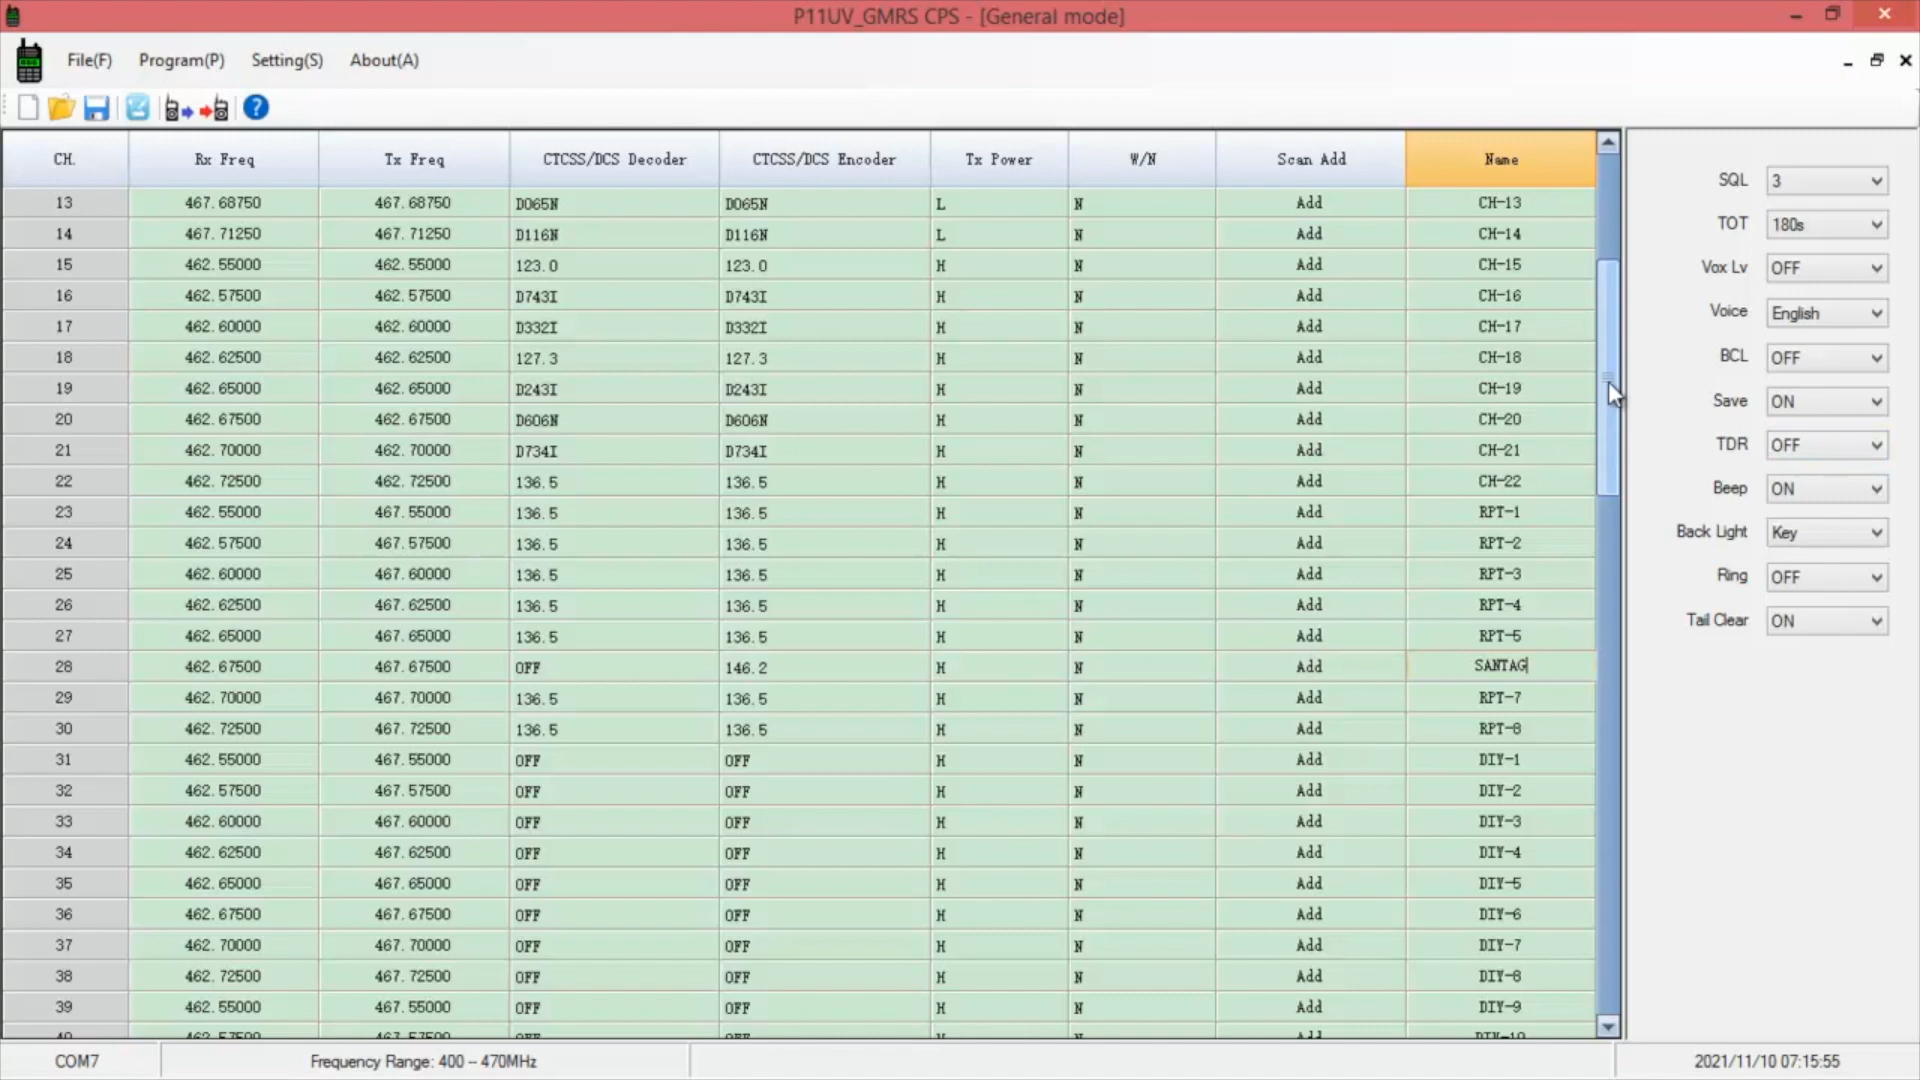 P11UV_GMRS CPS - [General mode]
File(F) Program(P) Setting(S) About(A)
CH. Rx Freq Tx Freq CTCSS/DCS Decoder CTCSS/DCS Encoder Tx Power W/N Scan Add Name
13 467.68750 467.68750 D065N D065N L N Add CH-13
14 467.71250 467.71250 D116N D116N L N Add CH-14
15 462.55000 462.55000 123.0 123.0 H N Add CH-15
16 462.57500 462.57500 D743I D743I H N Add CH-16
17 462.60000 462.60000 D332I D332I H N Add CH-17
18 462.62500 462.62500 127.3 127.3 H N Add CH-18
19 462.65000 462.65000 D243I D243I H N Add CH-19
20 462.67500 462.67500 D606N D606N H N Add CH-20
21 462.70000 462.70000 D734I D734I H N Add CH-21
22 462.72500 462.72500 136.5 136.5 H N Add CH-22
23 462.55000 467.55000 136.5 136.5 H N Add RPT-1
24 462.57500 467.57500 136.5 136.5 H N Add RPT-2
25 462.60000 467.60000 136.5 136.5 H N Add RPT-3
26 462.62500 467.62500 136.5 136.5 H N Add RPT-4
27 462.65000 467.65000 136.5 136.5 H N Add RPT-5
28 462.67500 467.67500 OFF 146.2 H N Add SANTAG
29 462.70000 467.70000 136.5 136.5 H N Add RPT-7
30 462.72500 467.72500 136.5 136.5 H N Add RPT-8
31 462.55000 467.55000 OFF OFF H N Add DIY-1
32 462.57500 467.57500 OFF OFF H N Add DIY-2
33 462.60000 467.60000 OFF OFF H N Add DIY-3
34 462.62500 467.62500 OFF OFF H N Add DIY-4
35 462.65000 467.65000 OFF OFF H N Add DIY-5
36 462.67500 467.67500 OFF OFF H N Add DIY-6
37 462.70000 467.70000 OFF OFF H N Add DIY-7
38 462.72500 467.72500 OFF OFF H N Add DIY-8
39 462.55000 467.55000 OFF OFF H N Add DIY-9
SQL 3
TOT 180s
Vox Lv OFF
Voice English
BCL OFF
Save ON
TDR OFF
Beep ON
Back Light Key
Ring OFF
Tail Clear ON
COM7 Frequency Range: 400 -- 470MHz 2021/11/10 07:15:55